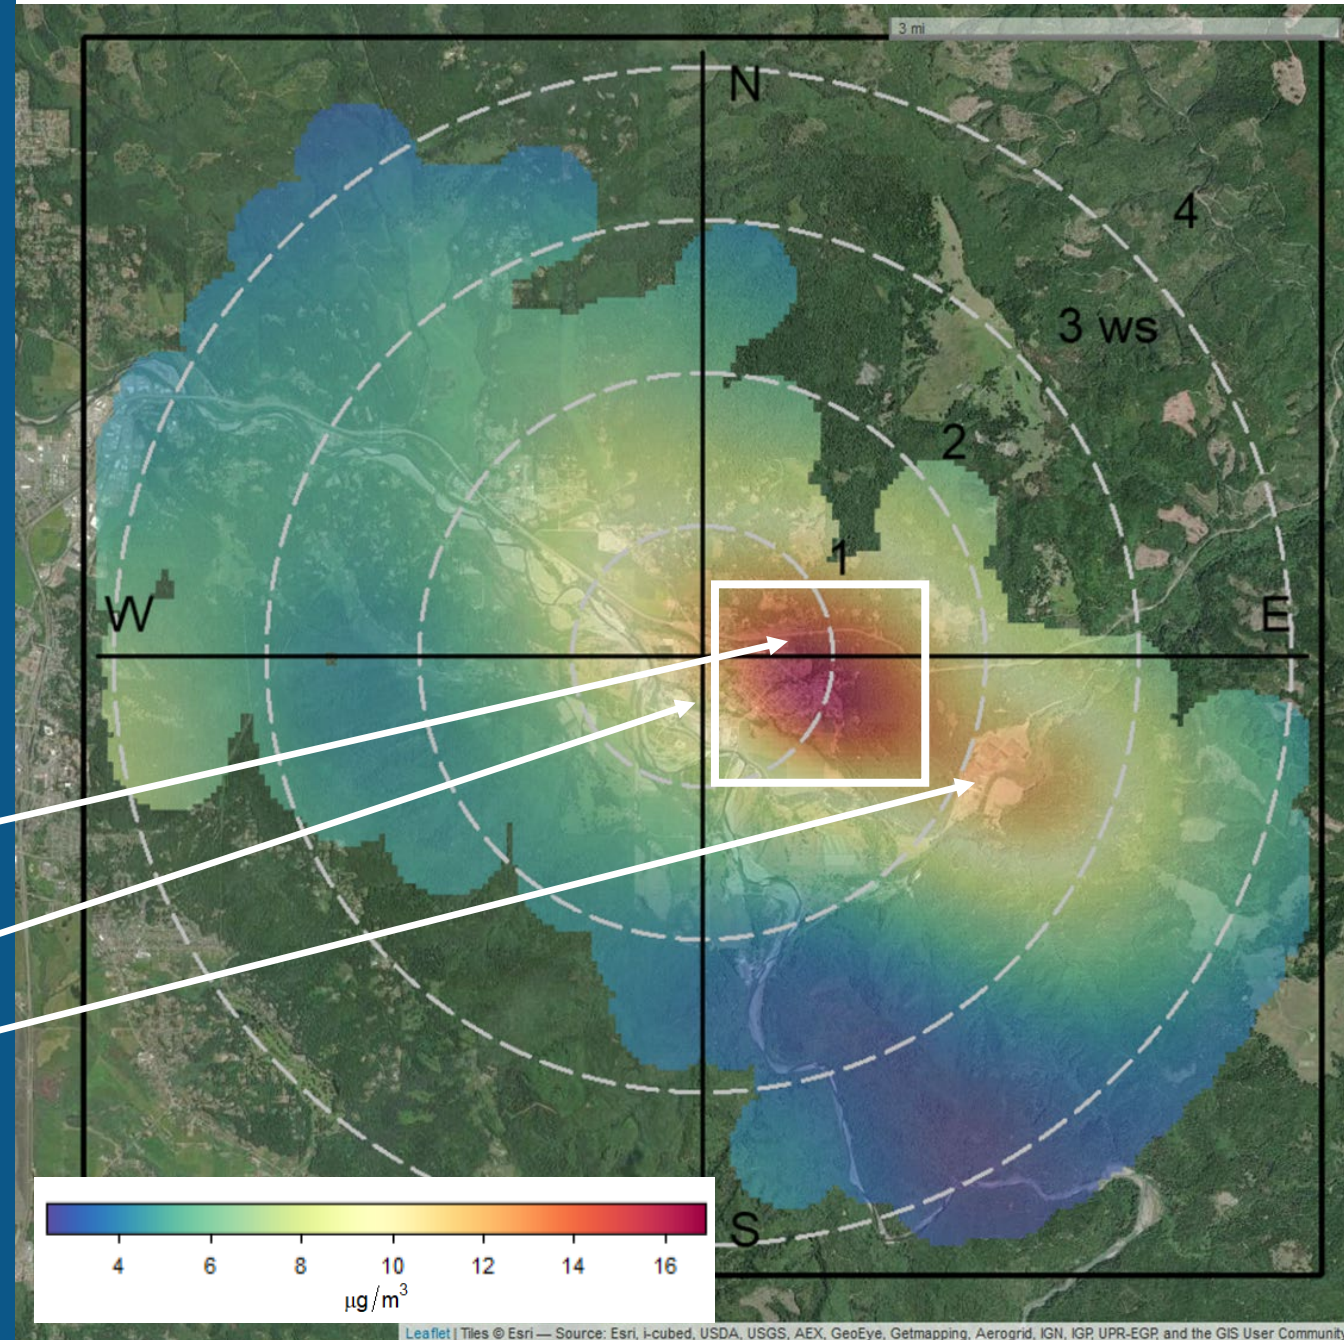 3 mi
N
4
3 ws
2
1
W
E
S
4 6 8 10 12 14 16
μg/m³
Leaflet | Tiles © Esri — Source: Esri, i-cubed, USDA, USGS, AEX, GeoEye, Getmapping, Aerogrid, IGN, IGP, UPR-EGP, and the GIS User